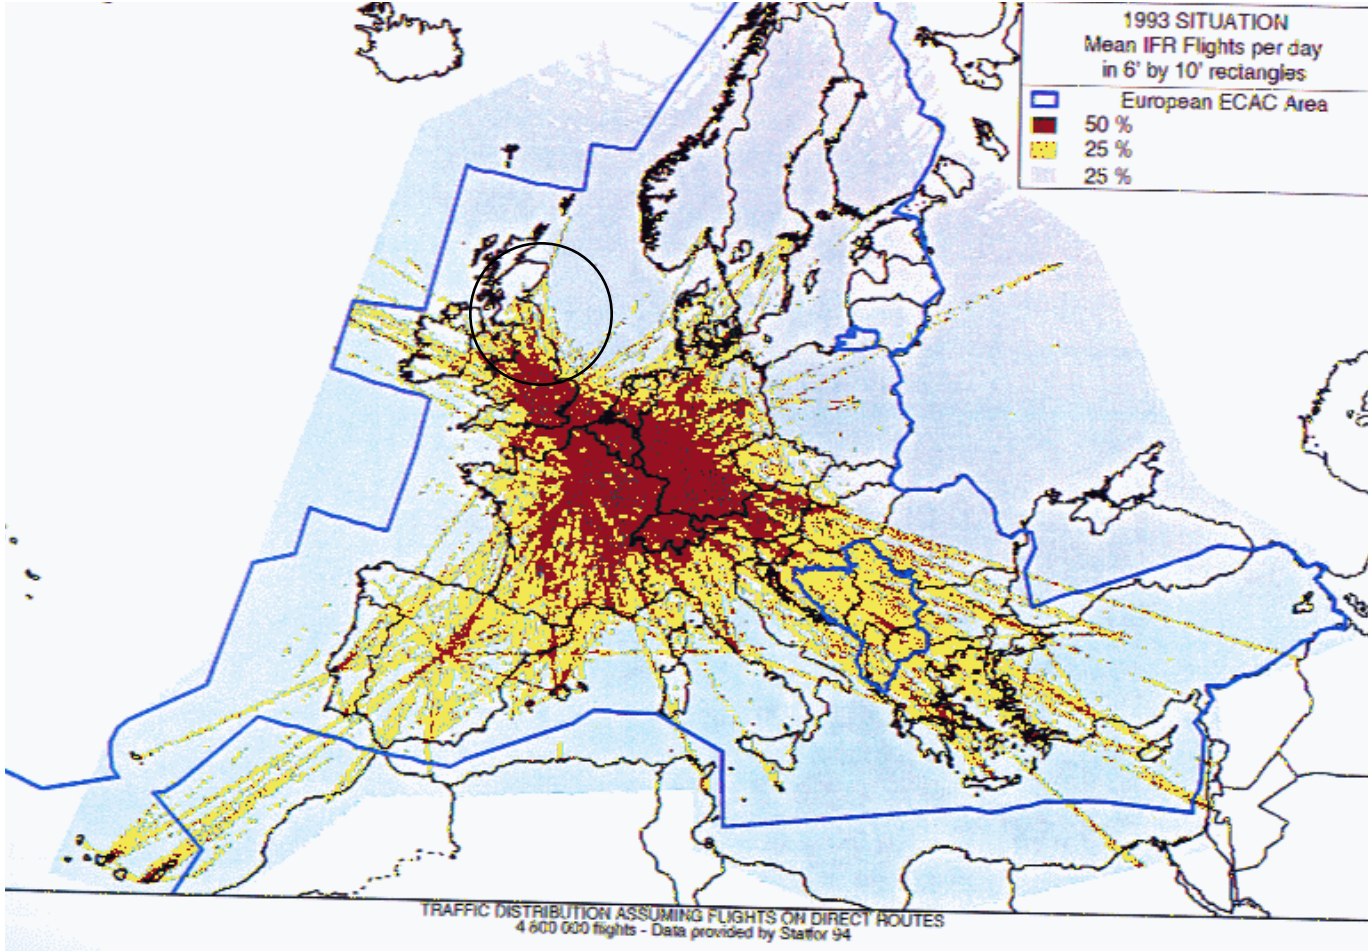 1993 SITUATION
Mean IFR Flights per day
in 6' by 10' rectangles
European ECAC Area
50 %
25 %
25 %
TRAFFIC DISTRIBUTION ASSUMING FLIGHTS ON DIRECT ROUTES
4 600 000 flights - Data provided by Statfor 94